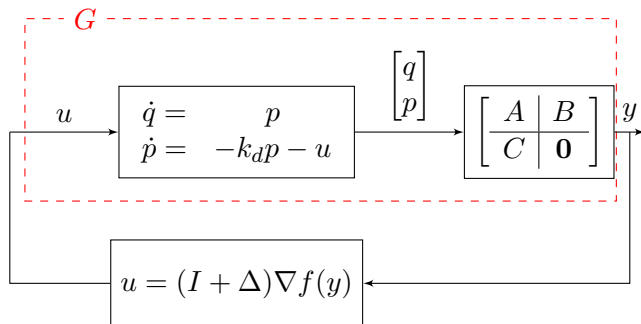 G
u
q̇ = p
ṗ = −k_d p − u
[q p]
[A B C 0]
y
u = (I + Δ)∇f(y)